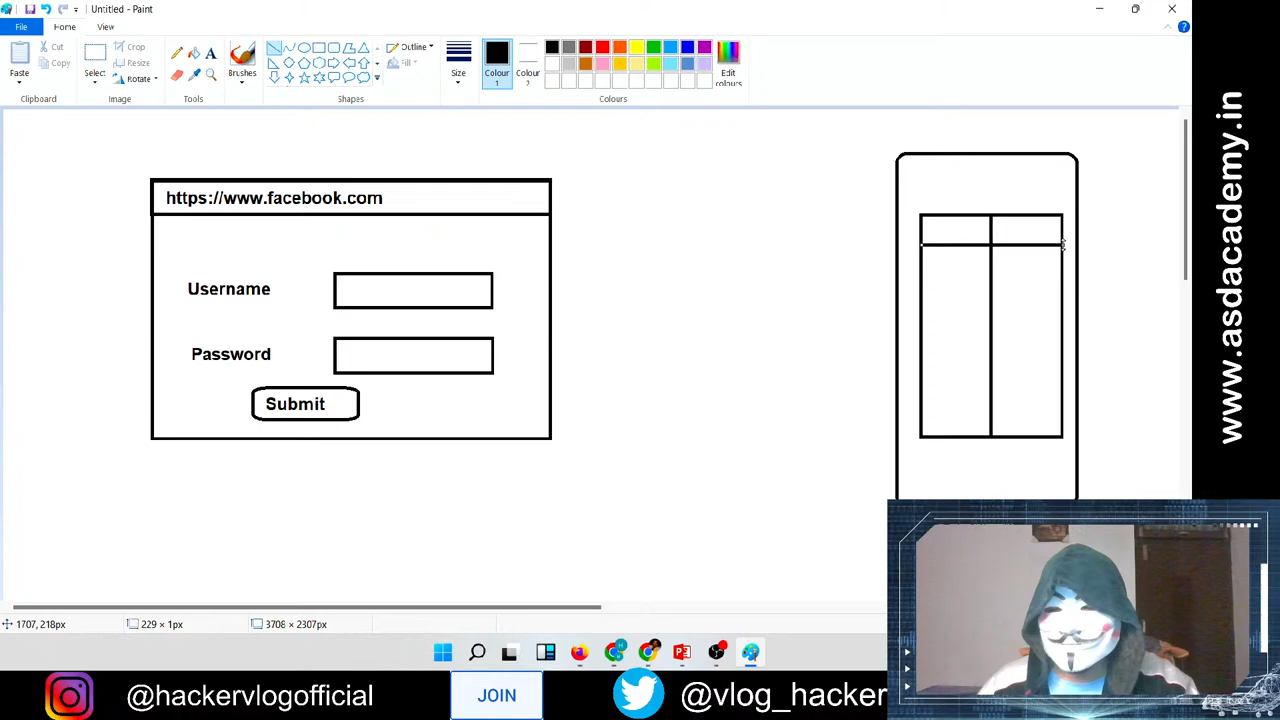 Untitled - Paint
File Home View
Paste
Cut
Copy
Clipboard
Select
Crop
Resize
Rotate
Image
Tools
Brushes
Shapes
Outline
Fill
Size
Colour 1
Colour 2
Edit colours
Colours
https://www.facebook.com
Username
Password
Submit
1707, 218px
229 × 1px
3708 × 2307px
@hackervlogofficial
JOIN
@vlog_hacker
www.asdacademy.in